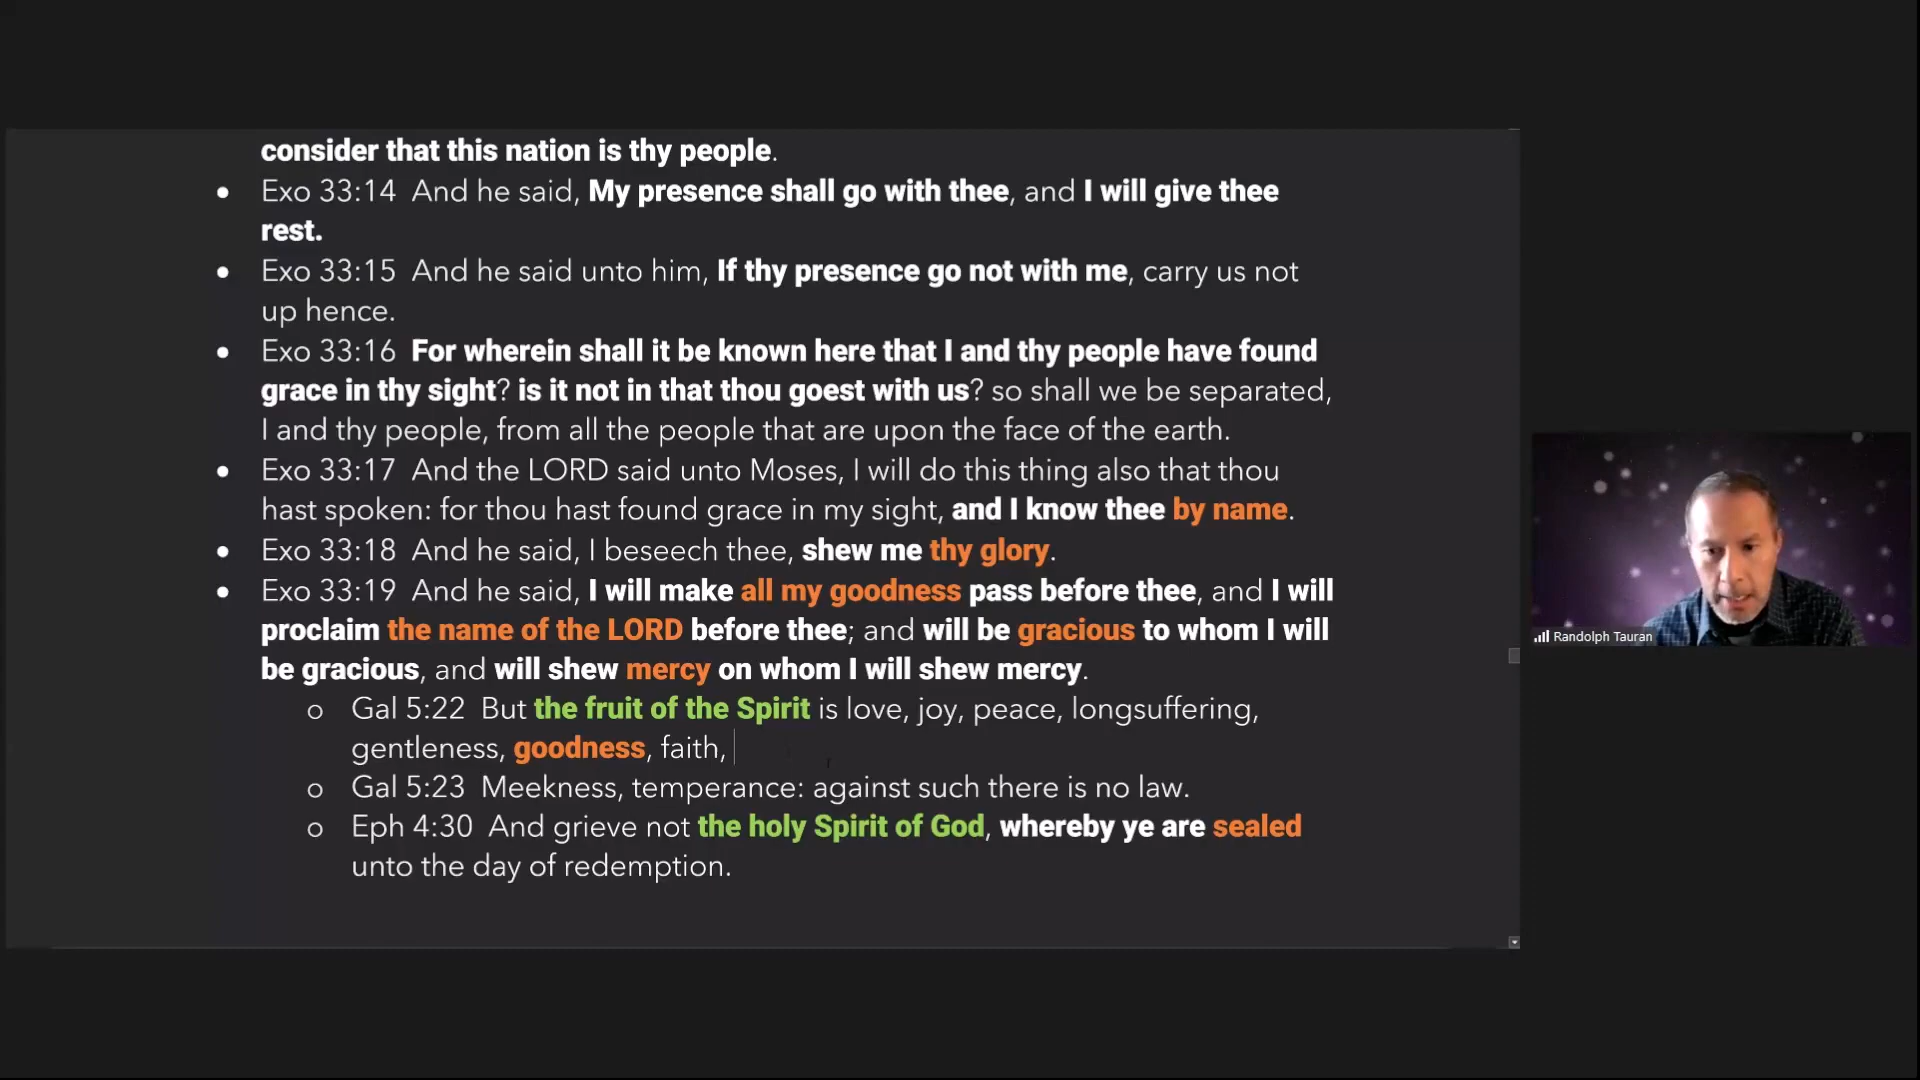 consider that this nation is thy people.
• Exo 33:14  And he said, My presence shall go with thee, and I will give thee
rest.
• Exo 33:15  And he said unto him, If thy presence go not with me, carry us not
up hence.
• Exo 33:16  For wherein shall it be known here that I and thy people have found
grace in thy sight? is it not in that thou goest with us? so shall we be separated,
I and thy people, from all the people that are upon the face of the earth.
• Exo 33:17  And the LORD said unto Moses, I will do this thing also that thou
hast spoken: for thou hast found grace in my sight, and I know thee by name.
• Exo 33:18  And he said, I beseech thee, shew me thy glory.
• Exo 33:19  And he said, I will make all my goodness pass before thee, and I will
proclaim the name of the LORD before thee; and will be gracious to whom I will
be gracious, and will shew mercy on whom I will shew mercy.
o Gal 5:22  But the fruit of the Spirit is love, joy, peace, longsuffering,
gentleness, goodness, faith,
o Gal 5:23  Meekness, temperance: against such there is no law.
o Eph 4:30  And grieve not the holy Spirit of God, whereby ye are sealed
unto the day of redemption.
Randolph Tauran